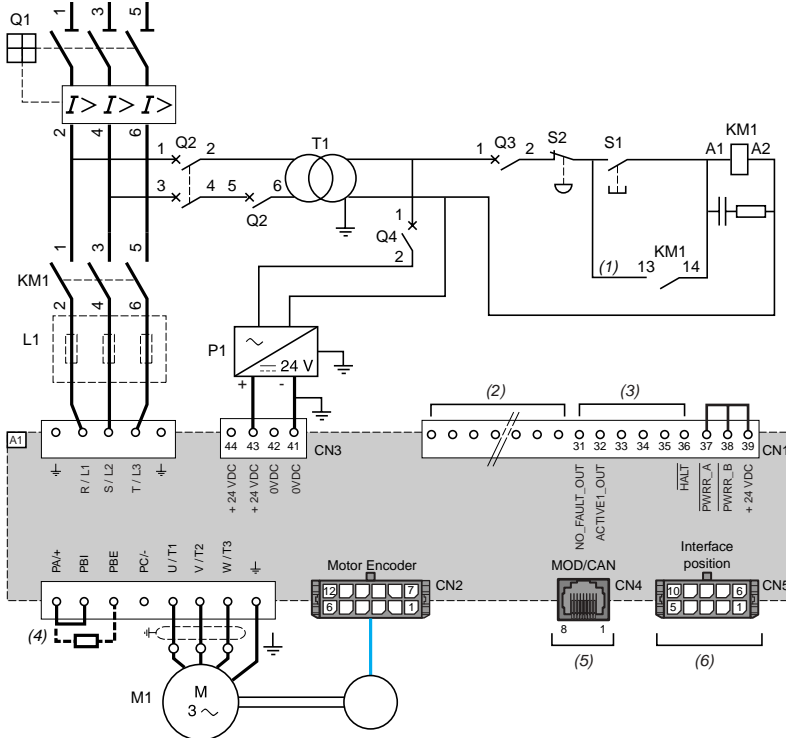 1 3 5
Q1
I> I> I>
2 4 6
1 Q2 2 T1 1 Q3 2 S2 S1 A1 KM1 A2
3 4 5 6
Q2
1
Q4
2
(1) 13 KM1 14
1 3 5
KM1
2 4 6
L1
P1
24 V
+ -
(2) (3)
A1
44 43 42 41 CN3
31 32 33 34 35 36 37 38 39 CN1
R / L1 S / L2 T / L3
+ 24 VDC + 24 VDC 0VDC 0VDC
NO_FAULT_OUT ACTIVE1_OUT HALT PWRR_A PWRR_B + 24 VDC
PA/+ PBI PBE PC/- U / T1 V / T2 W / T3
Motor Encoder
12 7
6 1
CN2
MOD/CAN
CN4
8 1
Interface
position
10 6
5 1
CN5
(4) (5) (6)
M1
M
3 ~